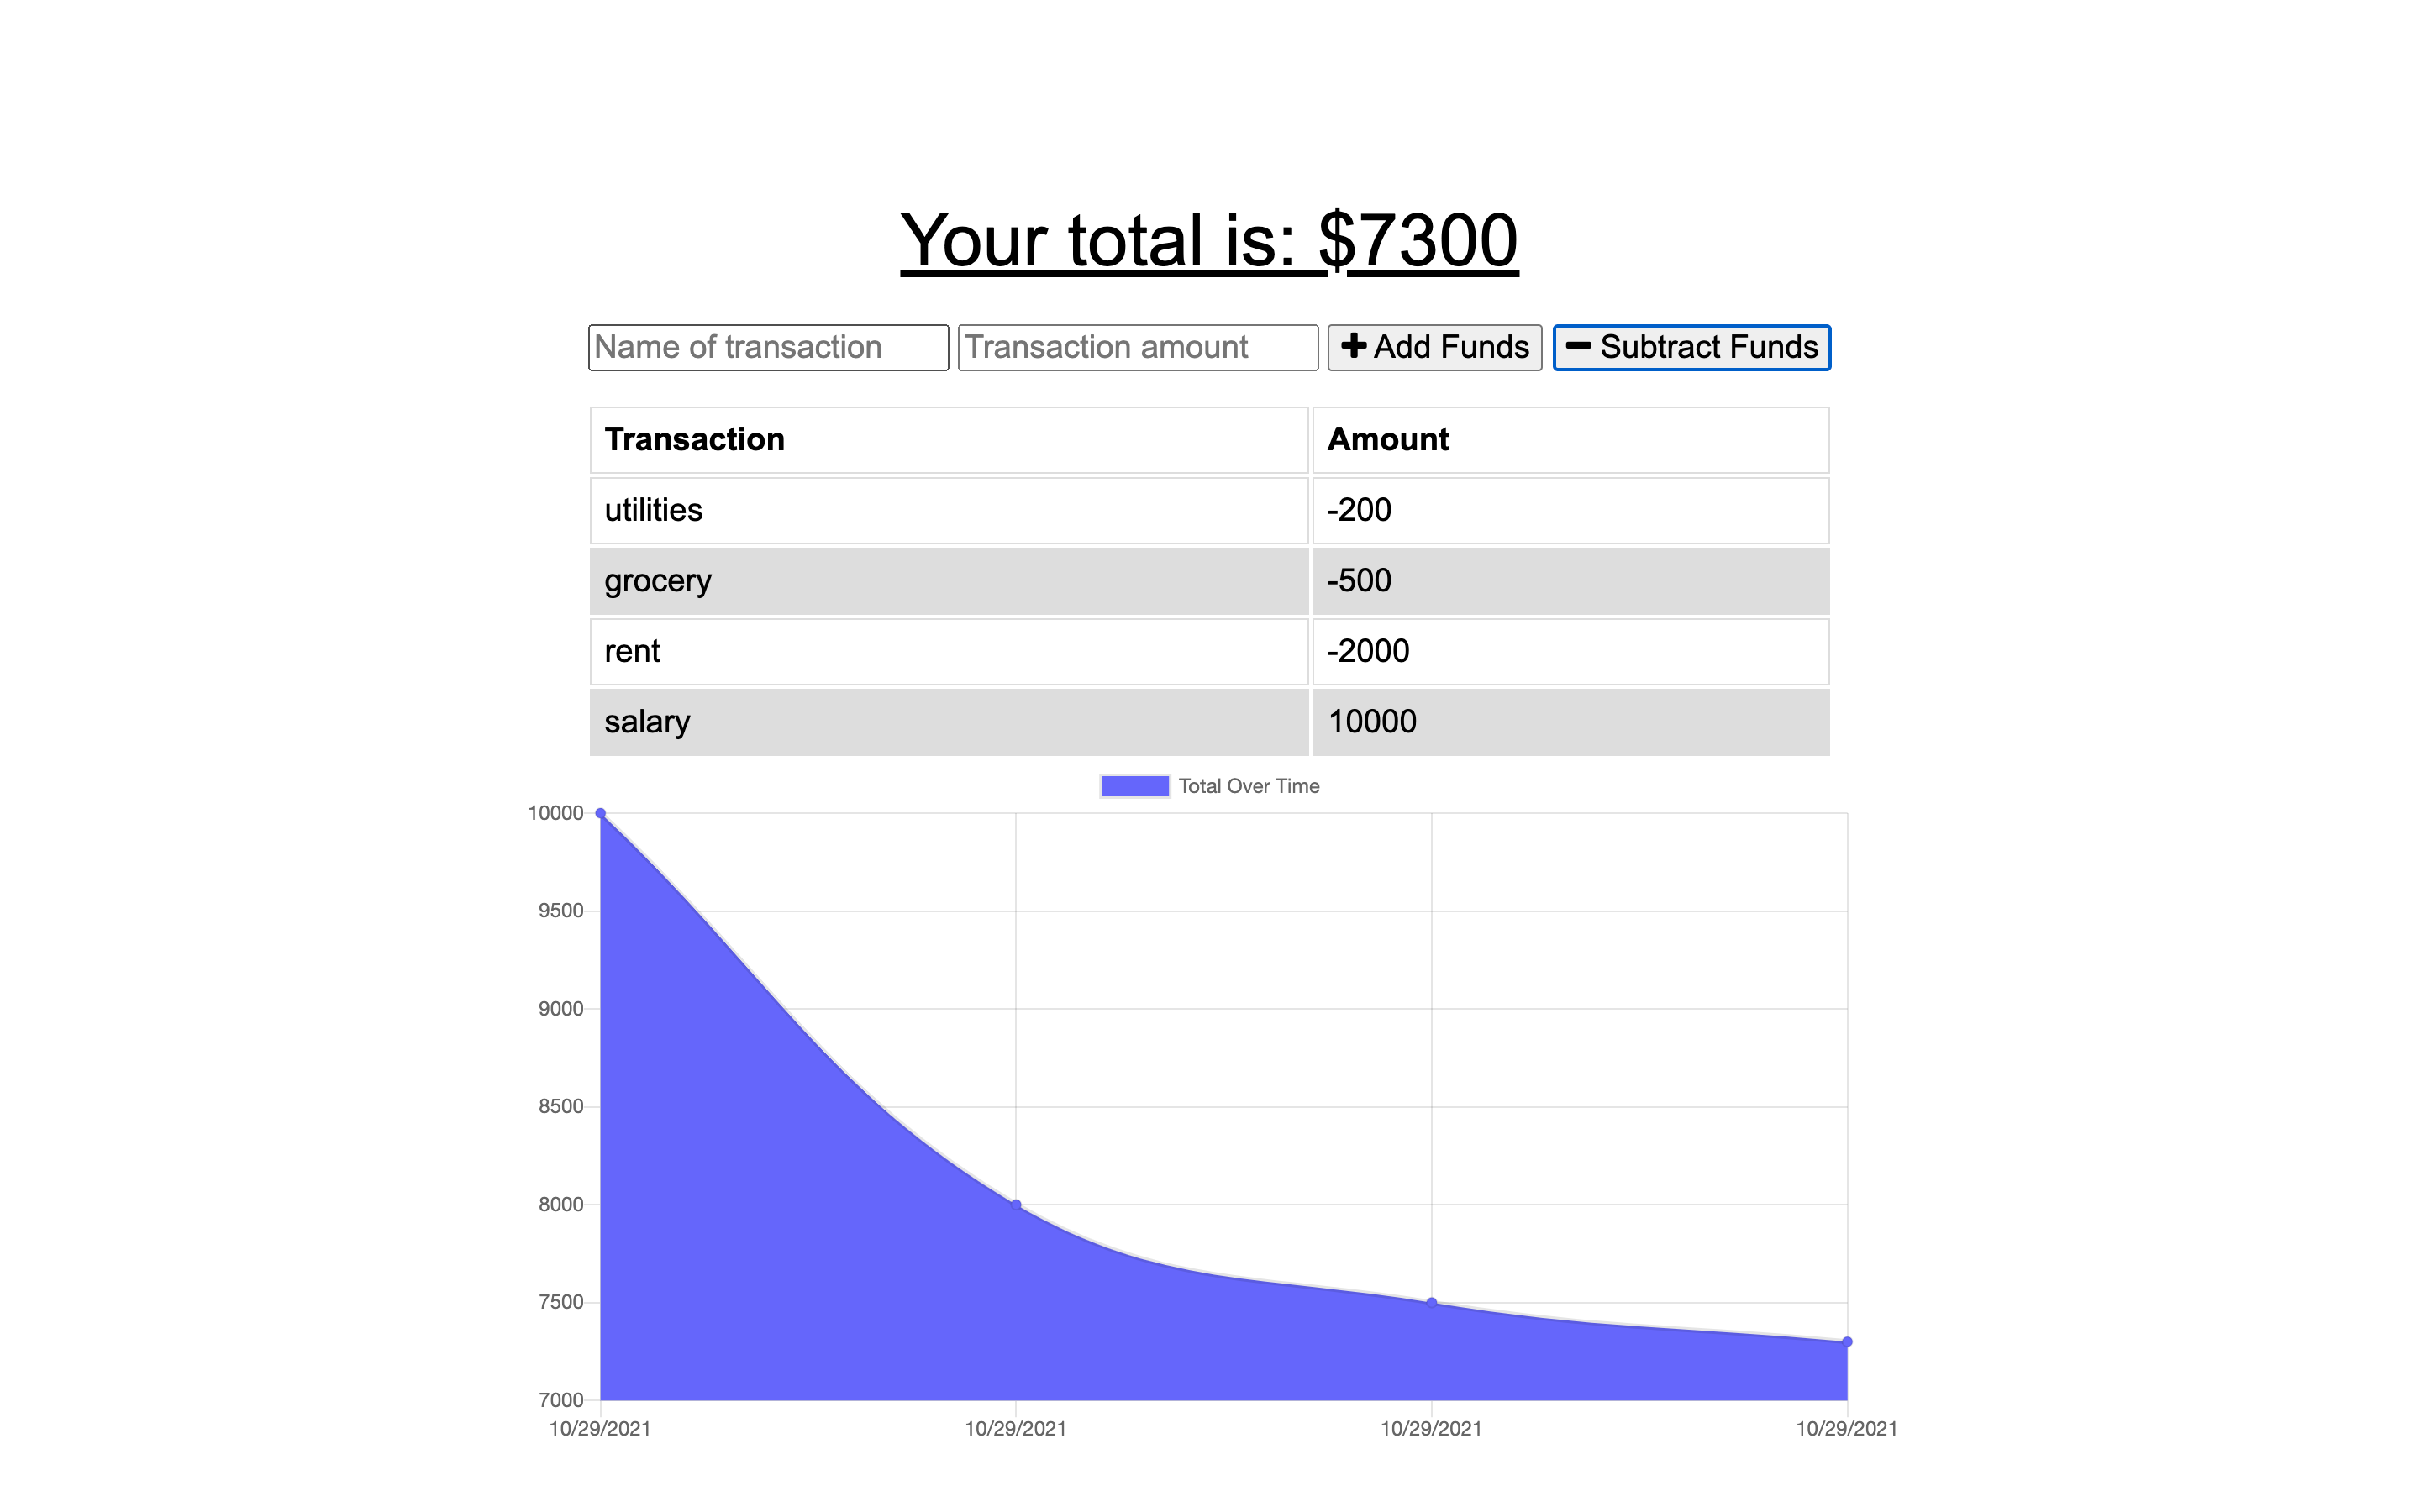 Your total is: $7300
Name of transaction Transaction amount Add Funds Subtract Funds
Transaction Amount
utilities -200
grocery -500
rent -2000
salary 10000
Total Over Time
10000
9500
9000
8500
8000
7500
7000
10/29/2021 10/29/2021 10/29/2021 10/29/2021